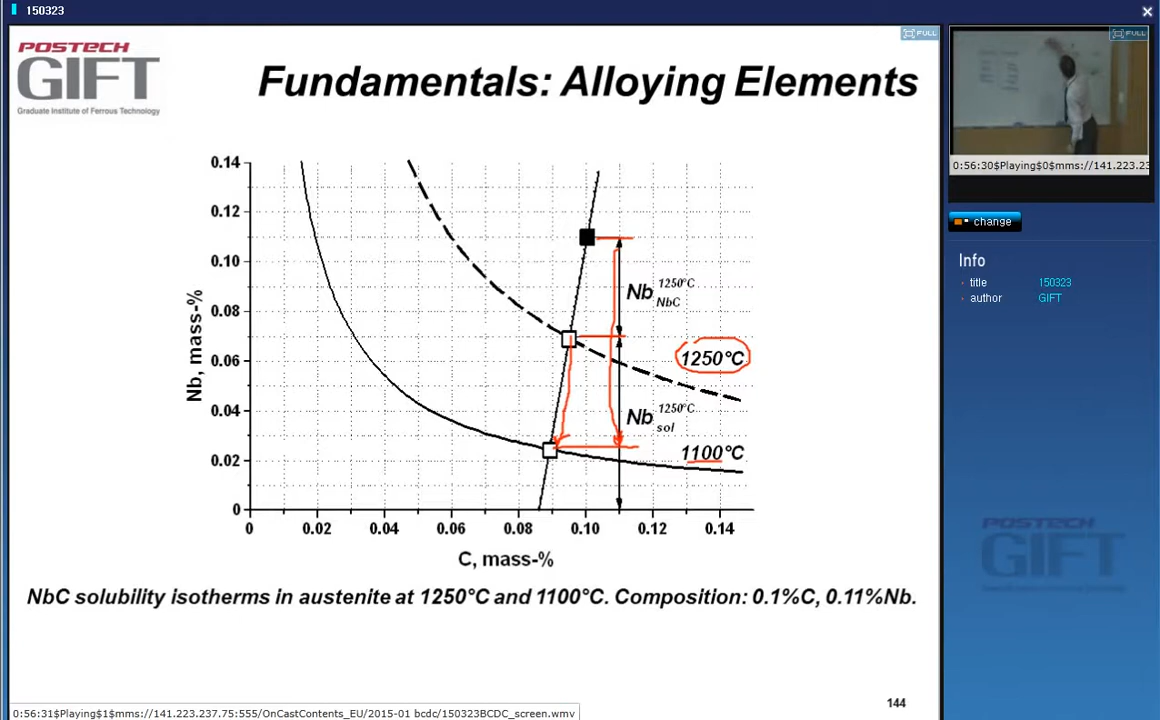 150323
POSTECH
GIFT
Graduate Institute of Ferrous Technology
Fundamentals: Alloying Elements
FULL
FULL
0:56:30$Playing$0$mms://141.223.23
change
Info
title 150323
author GIFT
0.14
0.12
0.10
0.08
0.06
0.04
0.02
0
Nb, mass-%
Nb 1250°C NbC
1250°C
Nb 1250°C sol
1100°C
0 0.02 0.04 0.06 0.08 0.10 0.12 0.14
C, mass-%
NbC solubility isotherms in austenite at 1250°C and 1100°C. Composition: 0.1%C, 0.11%Nb.
POSTECH
GIFT
144
0:56:31$Playing$1$mms://141.223.237.75:555/OnCastContents_EU/2015-01 bcdc/150323BCDC_screen.wmv